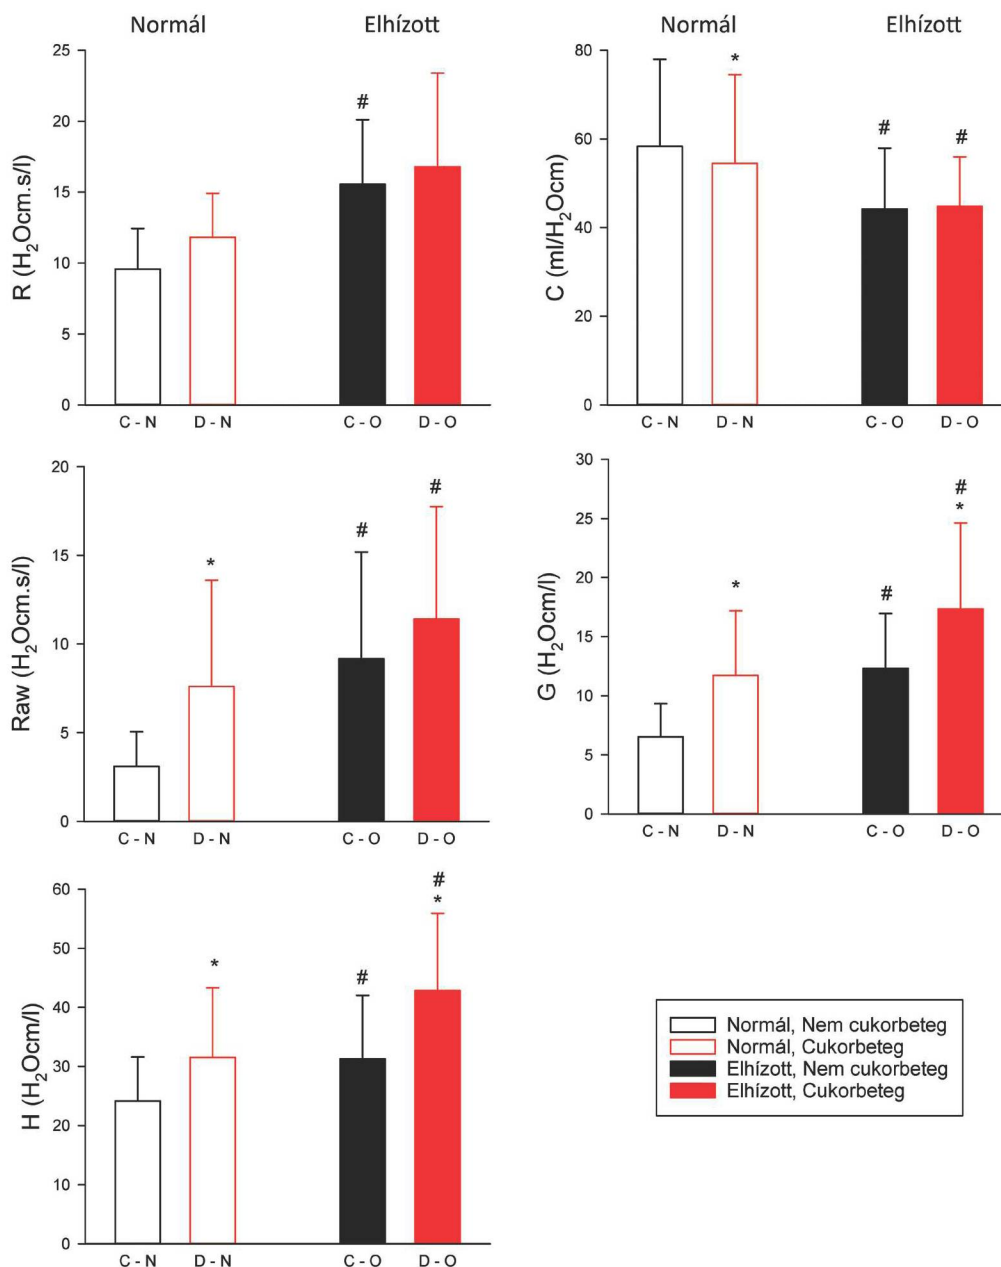 Normál Elhízott
25
20
15
10
5
0
R (H₂Ocm.s/l)
#
C - N D - N C - O D - O
Normál Elhízott
80
60
40
20
0
C (ml/H₂Ocm)
*
#
#
C - N D - N C - O D - O
20
15
10
5
0
Raw (H₂Ocm.s/l)
*
#
#
C - N D - N C - O D - O
30
25
20
15
10
5
0
G (H₂Ocm/l)
*
#
#
*
C - N D - N C - O D - O
60
50
40
30
20
10
0
H (H₂Ocm/l)
*
#
#
*
C - N D - N C - O D - O
Normál, Nem cukorbeteg
Normál, Cukorbeteg
Elhízott, Nem cukorbeteg
Elhízott, Cukorbeteg